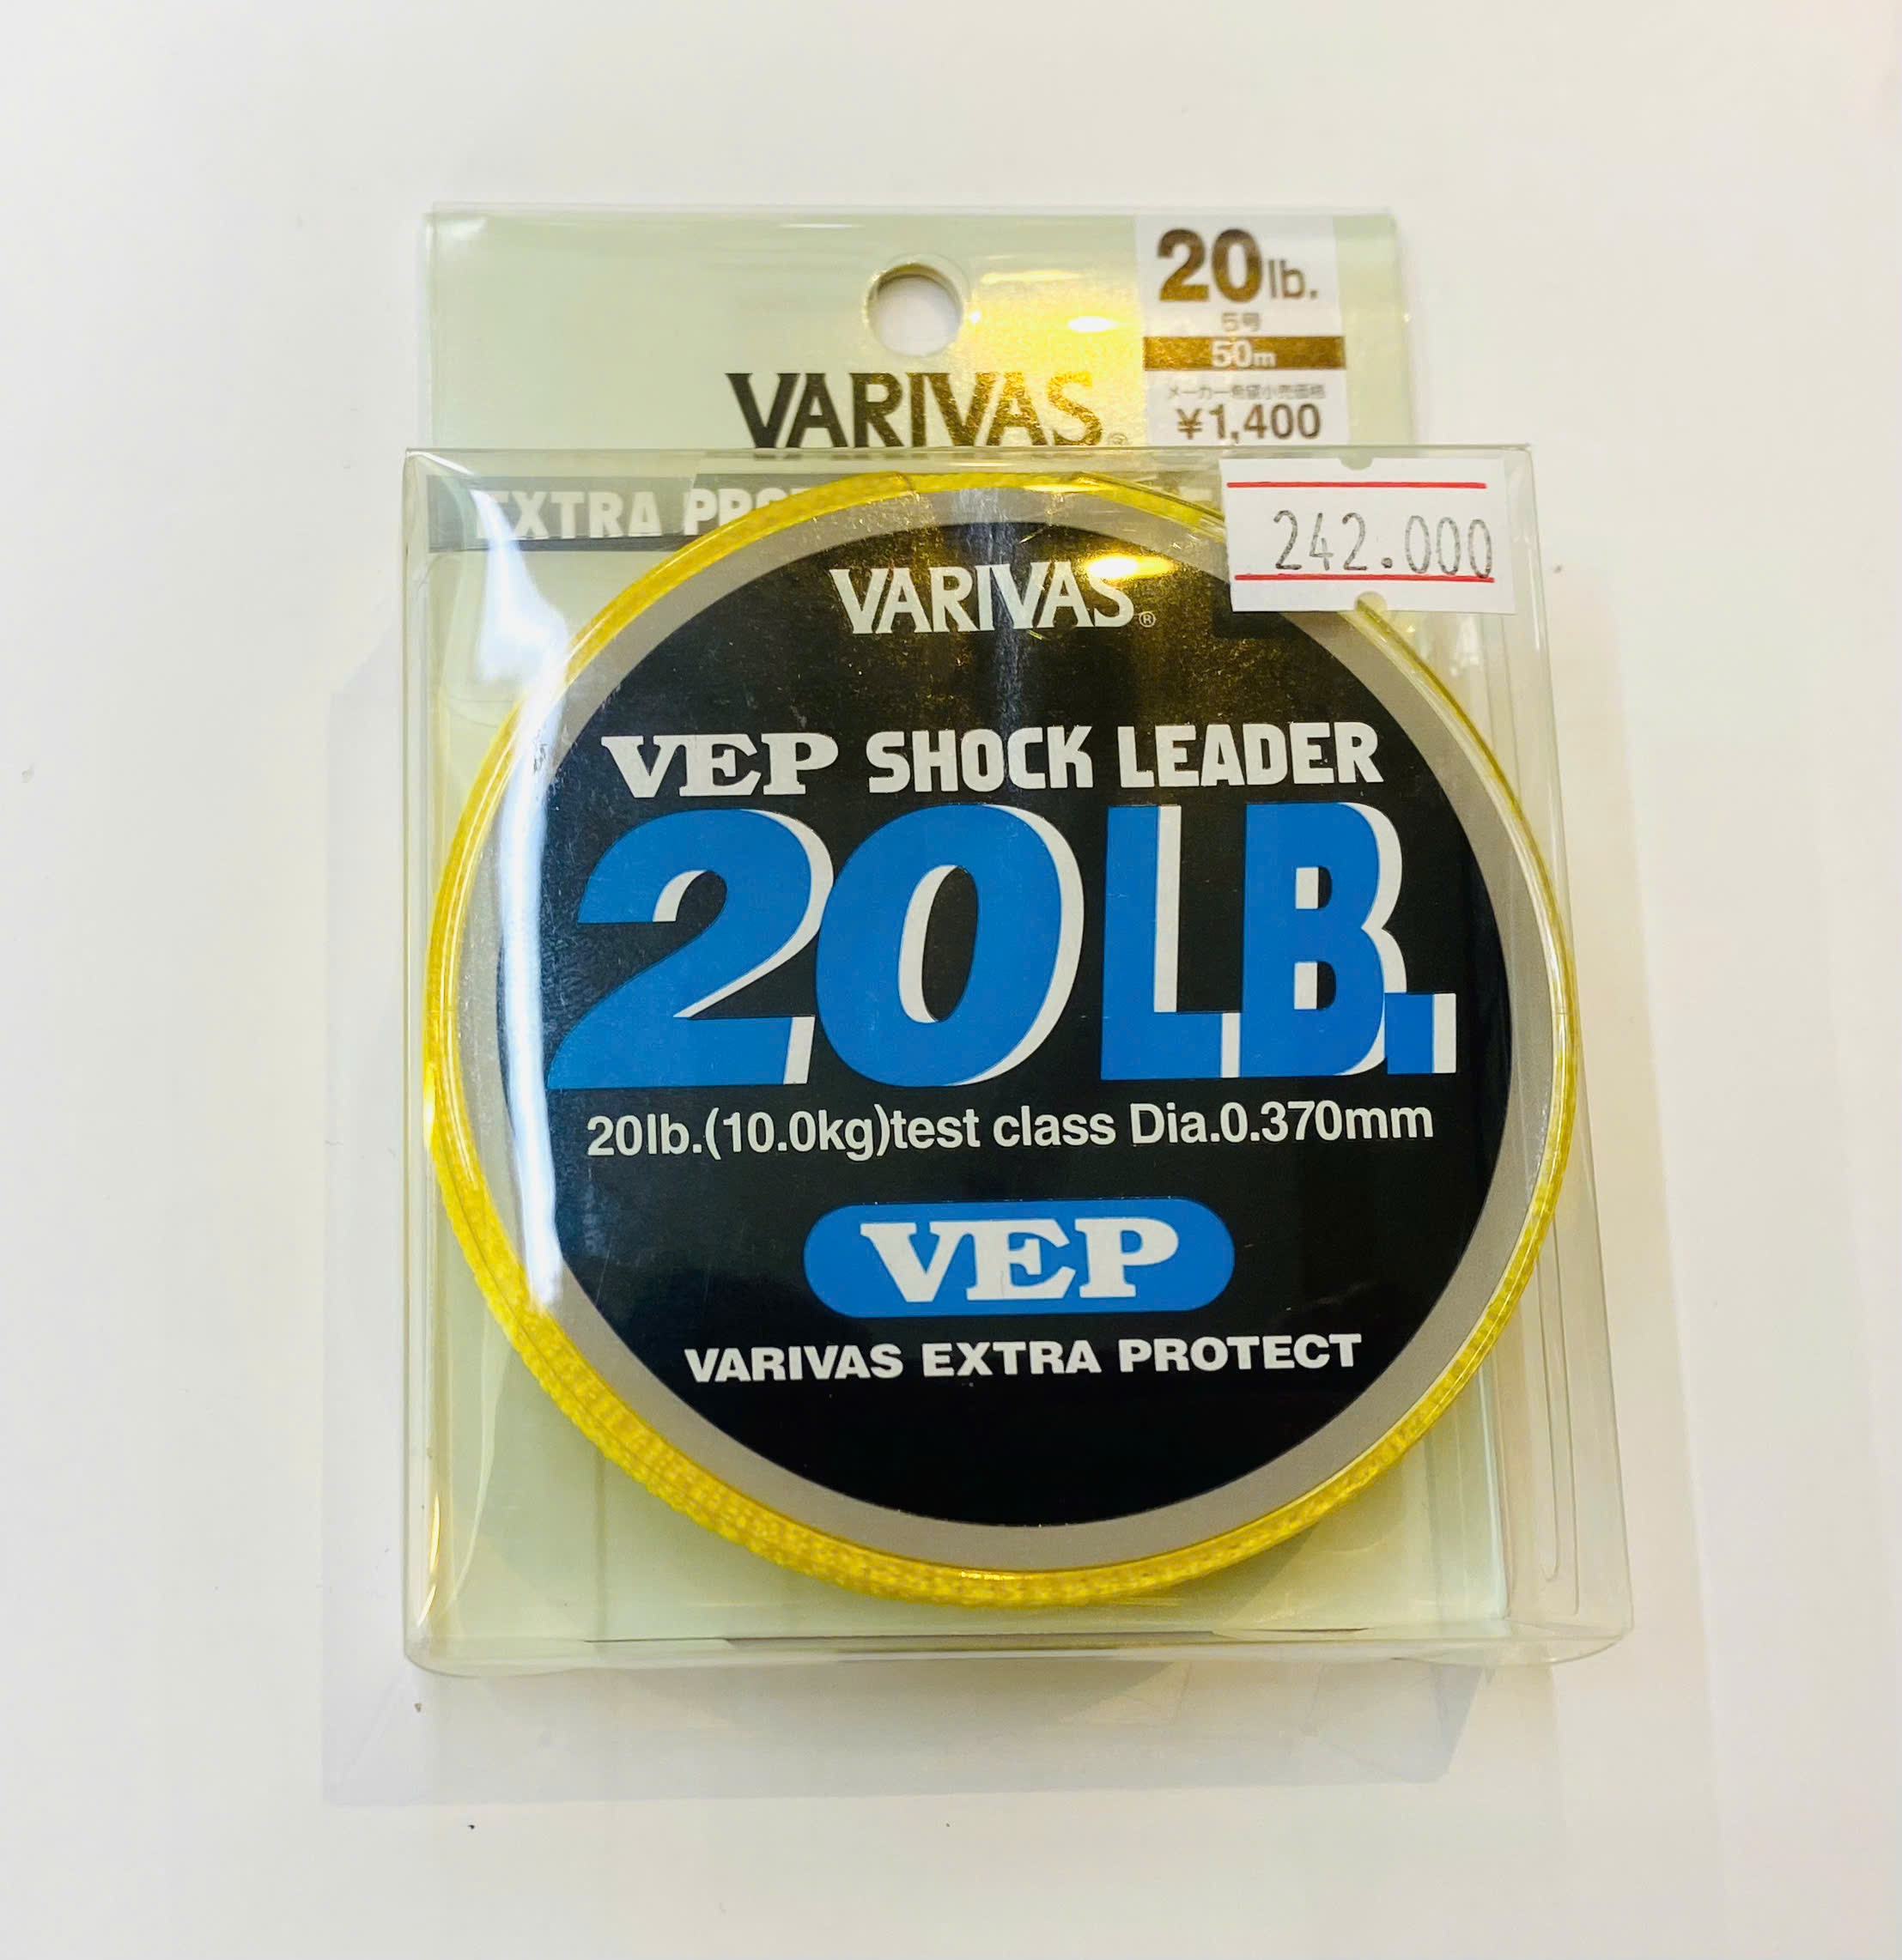 20lb.
5号
50m
メーカー希望小売価格
¥1,400
VARIVAS®
EXTRA
242.000
VARIVAS®
VEP SHOCK LEADER
20LB.
20lb.(10.0kg)test class Dia.0.370mm
VEP
VARIVAS EXTRA PROTECT